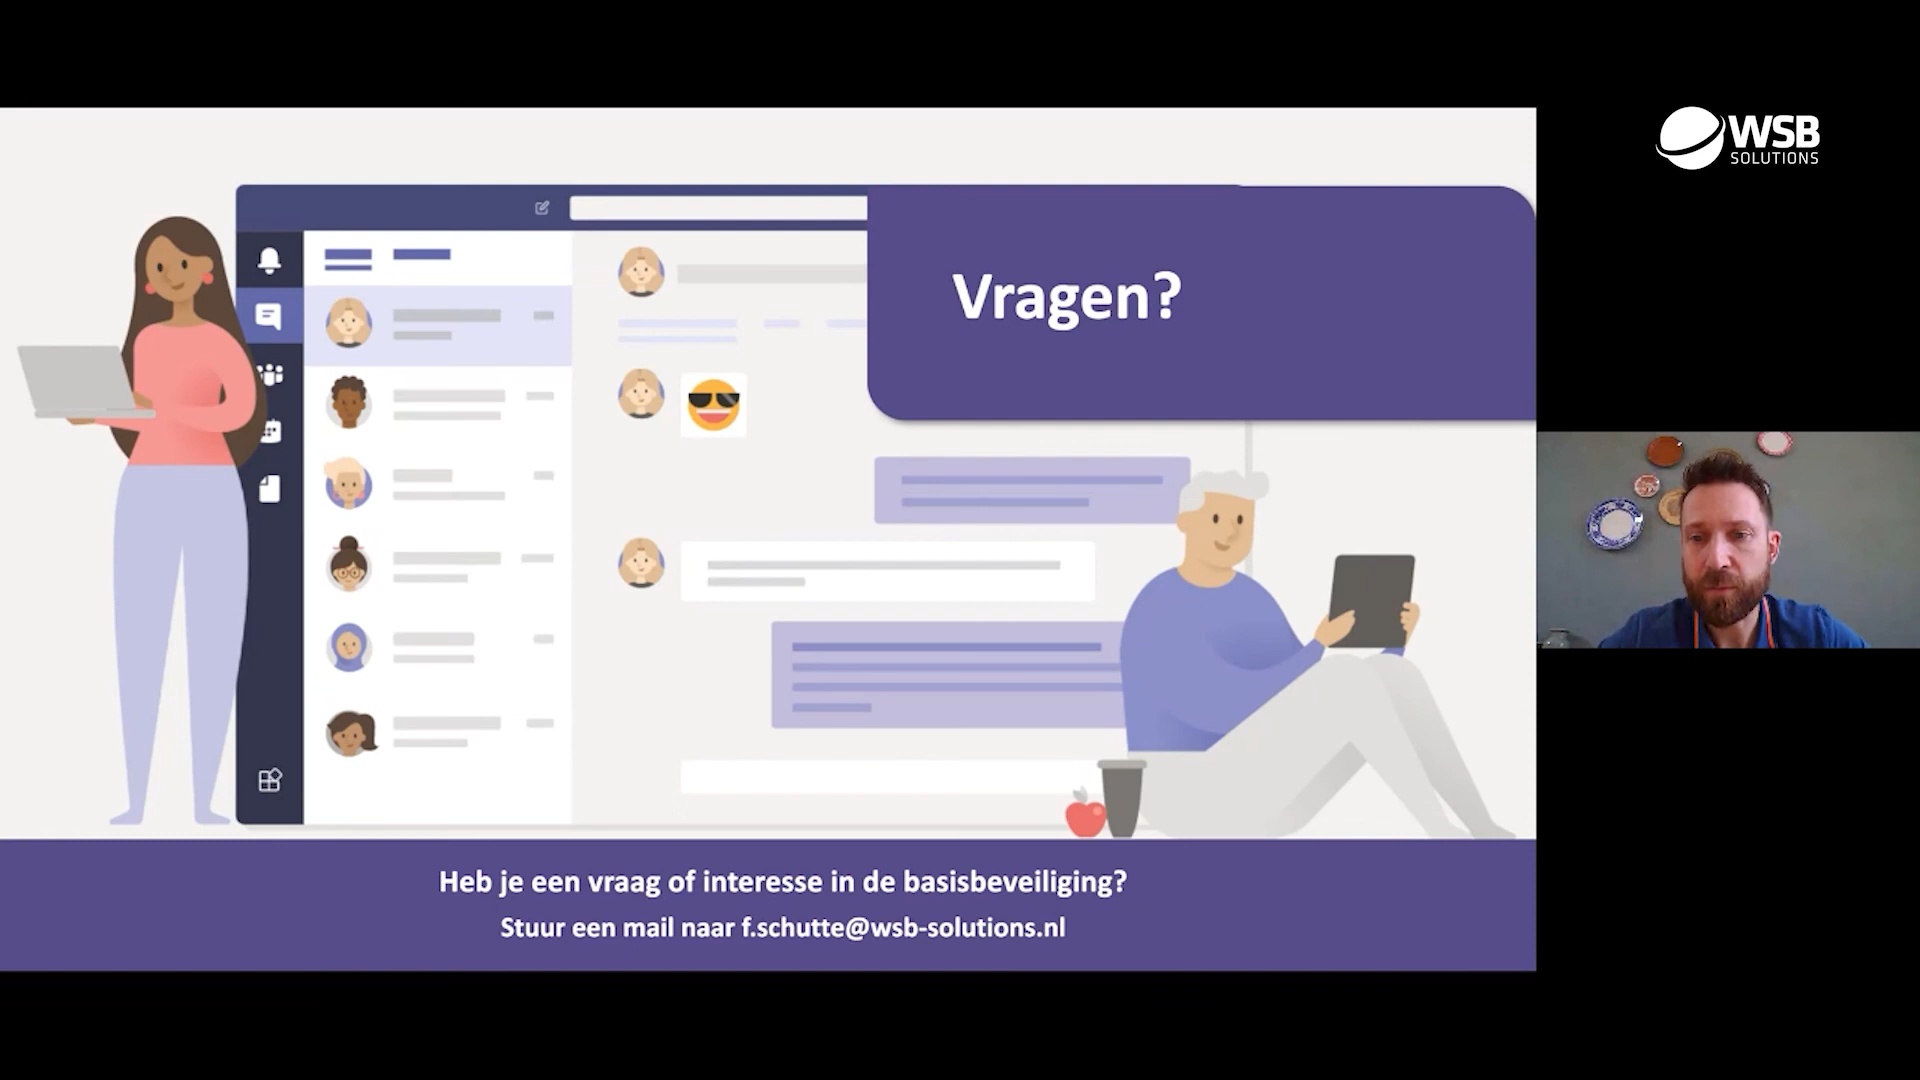 WSB
SOLUTIONS
Vragen?
Heb je een vraag of interesse in de basisbeveiliging?
Stuur een mail naar f.schutte@wsb-solutions.nl